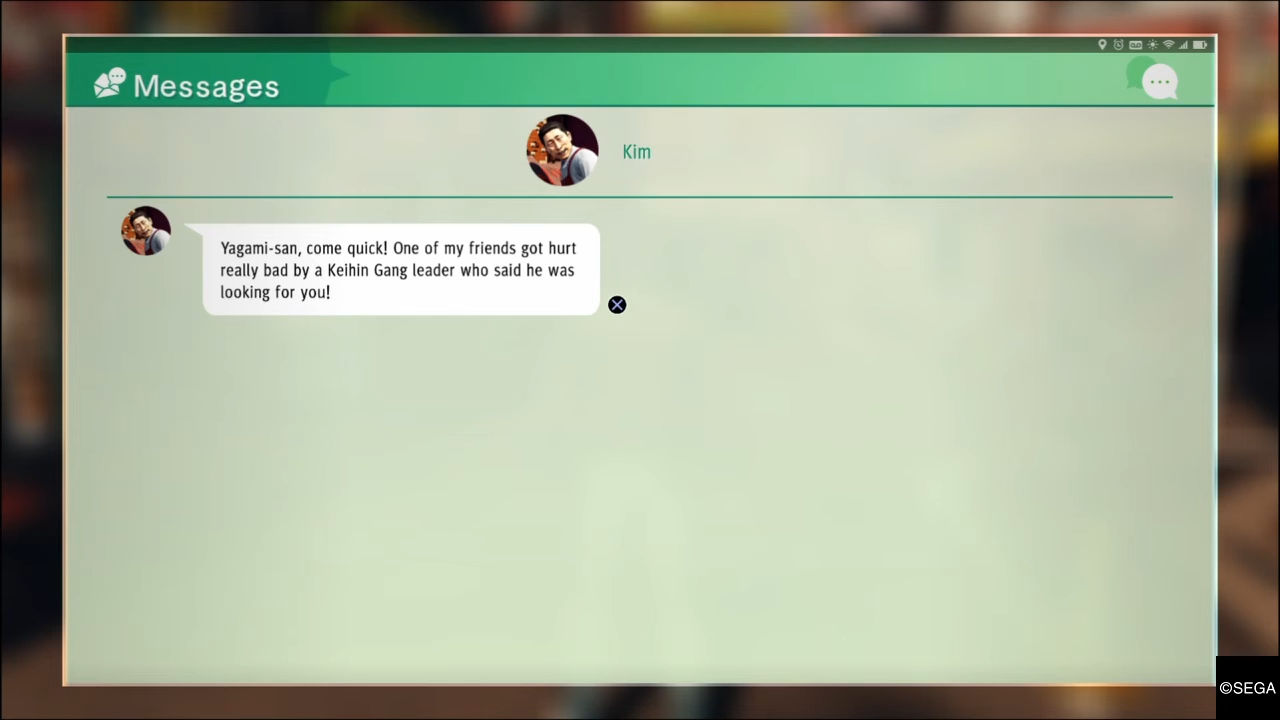 Messages
Kim
Yagami-san, come quick! One of my friends got hurt
really bad by a Keihin Gang leader who said he was
looking for you!
©SEGA